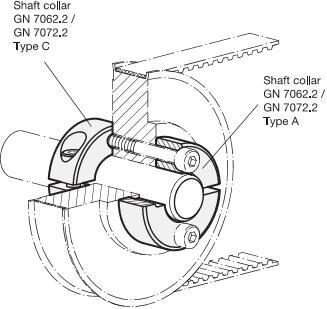 Shaft collar
GN 7062.2 /
GN 7072.2
Type C
Shaft collar
GN 7062.2 /
GN 7072.2
Type A